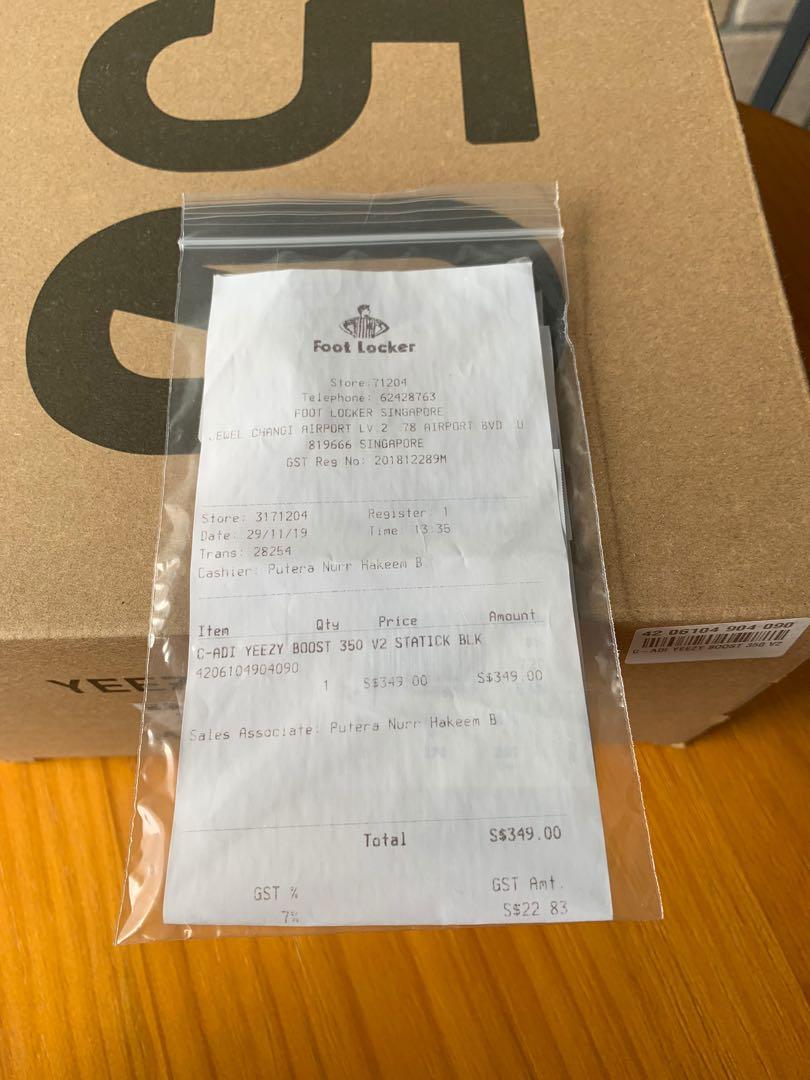 50
Foot Locker
Store:71204
Telephone: 62428763
FOOT LOCKER SINGAPORE
JEWEL CHANGI AIRPORT LV 2 78 AIRPORT BVD U
819666 SINGAPORE
GST Reg No: 201812289M
Store: 3171204 Register: 1
Date: 29/11/19 Time 13:35
Trans: 28254
Cashier: Putera Nurr Hakeem B
Item Qty Price Amount
C-ADI YEEZY BOOST 350 V2 STATICK BLK
4206104904090
1 S$349.00 S$349.00
Sales Associate: Putera Nurr Hakeem B
Total S$349.00
GST % GST Amt.
7% S$22.83
42 06104 904 090
C-ADI YEEZY BOOST 350 V2
YEE